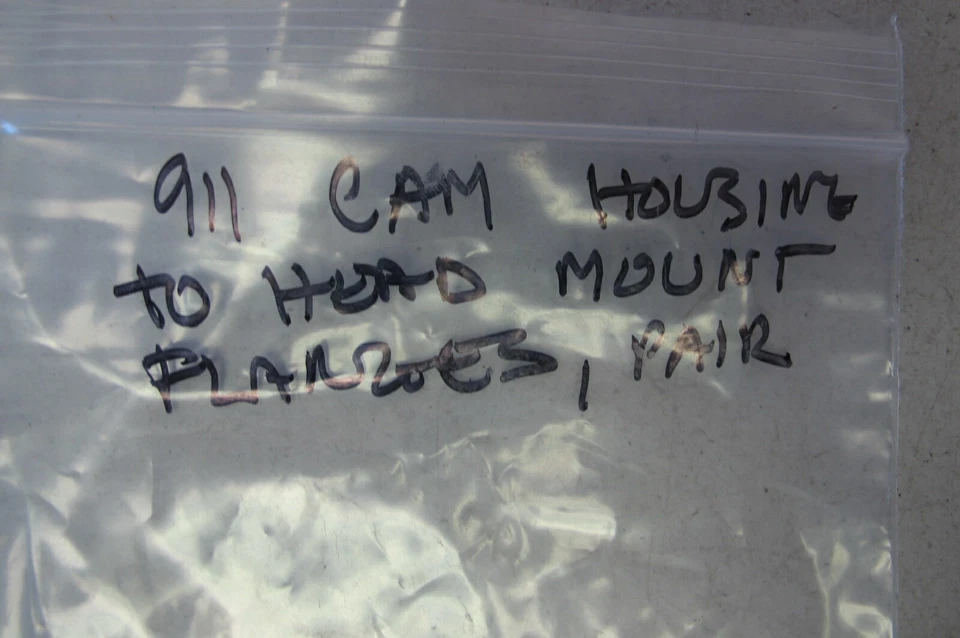 911 CAM HOUSING
TO HEAD MOUNT
FLANGES, PAIR